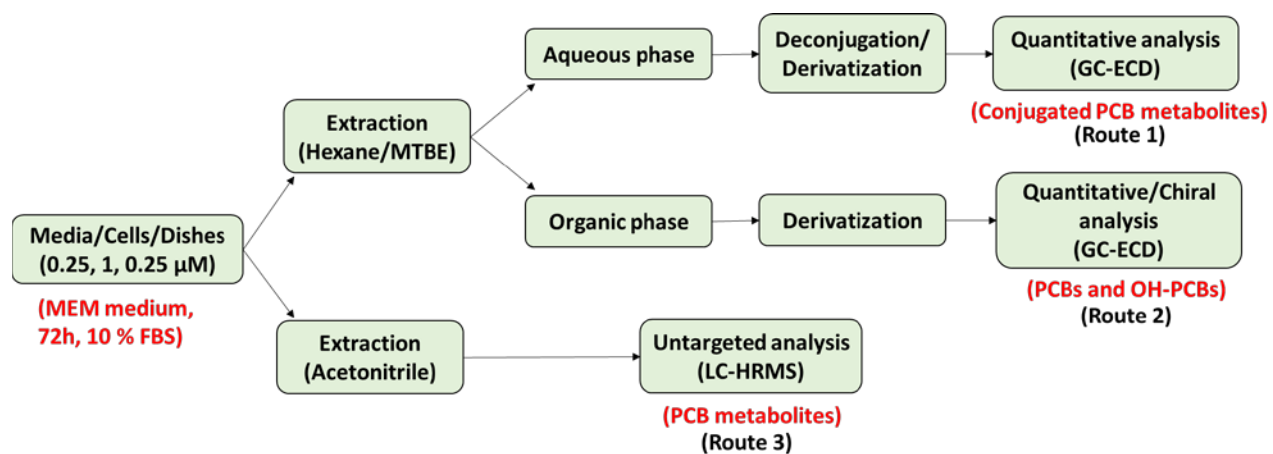 Media/Cells/Dishes
(0.25, 1, 0.25 µM)
(MEM medium,
72h, 10 % FBS)
Extraction
(Hexane/MTBE)
Aqueous phase
Deconjugation/
Derivatization
Quantitative analysis
(GC-ECD)
(Conjugated PCB metabolites)
(Route 1)
Organic phase
Derivatization
Quantitative/Chiral
analysis
(GC-ECD)
(PCBs and OH-PCBs)
(Route 2)
Extraction
(Acetonitrile)
Untargeted analysis
(LC-HRMS)
(PCB metabolites)
(Route 3)